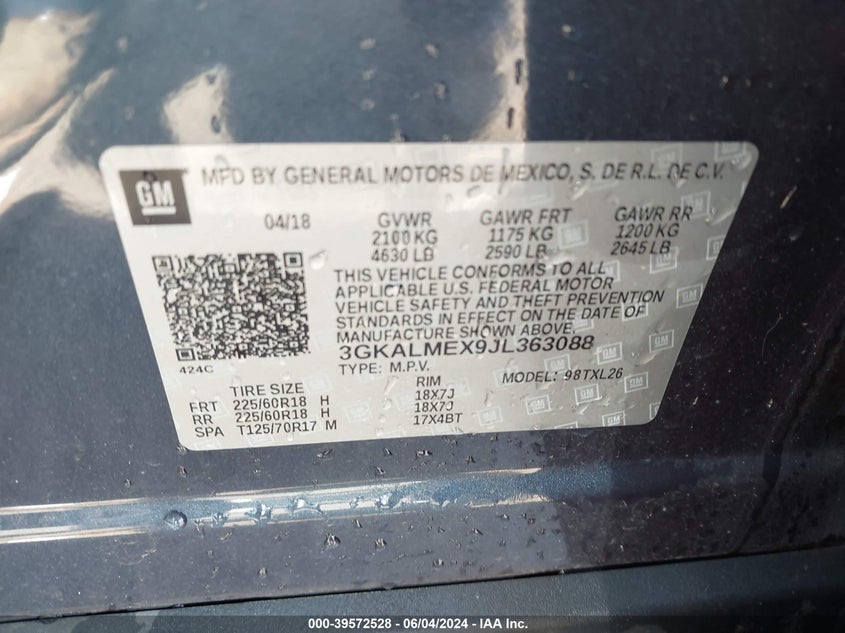 GM MFD BY GENERAL MOTORS DE MEXICO, S. DE R.L. DE C.V.
04/18 GVWR GAWR FRT GAWR RR
2100 KG 1175 KG 1200 KG
4630 LB 2590 LB 2645 LB
THIS VEHICLE CONFORMS TO ALL
APPLICABLE U.S. FEDERAL MOTOR
VEHICLE SAFETY AND THEFT PREVENTION
STANDARDS IN EFFECT ON THE DATE OF
MANUFACTURE SHOWN ABOVE.
424C 3GKALMEX9JL363088
TYPE: M.P.V. MODEL: 98TXL26
TIRE SIZE RIM
FRT 225/60R18 H 18X7J
RR 225/60R18 H 18X7J
SPA T125/70R17 M 17X4BT
000-39572528 - 06/04/2024 - IAA Inc.